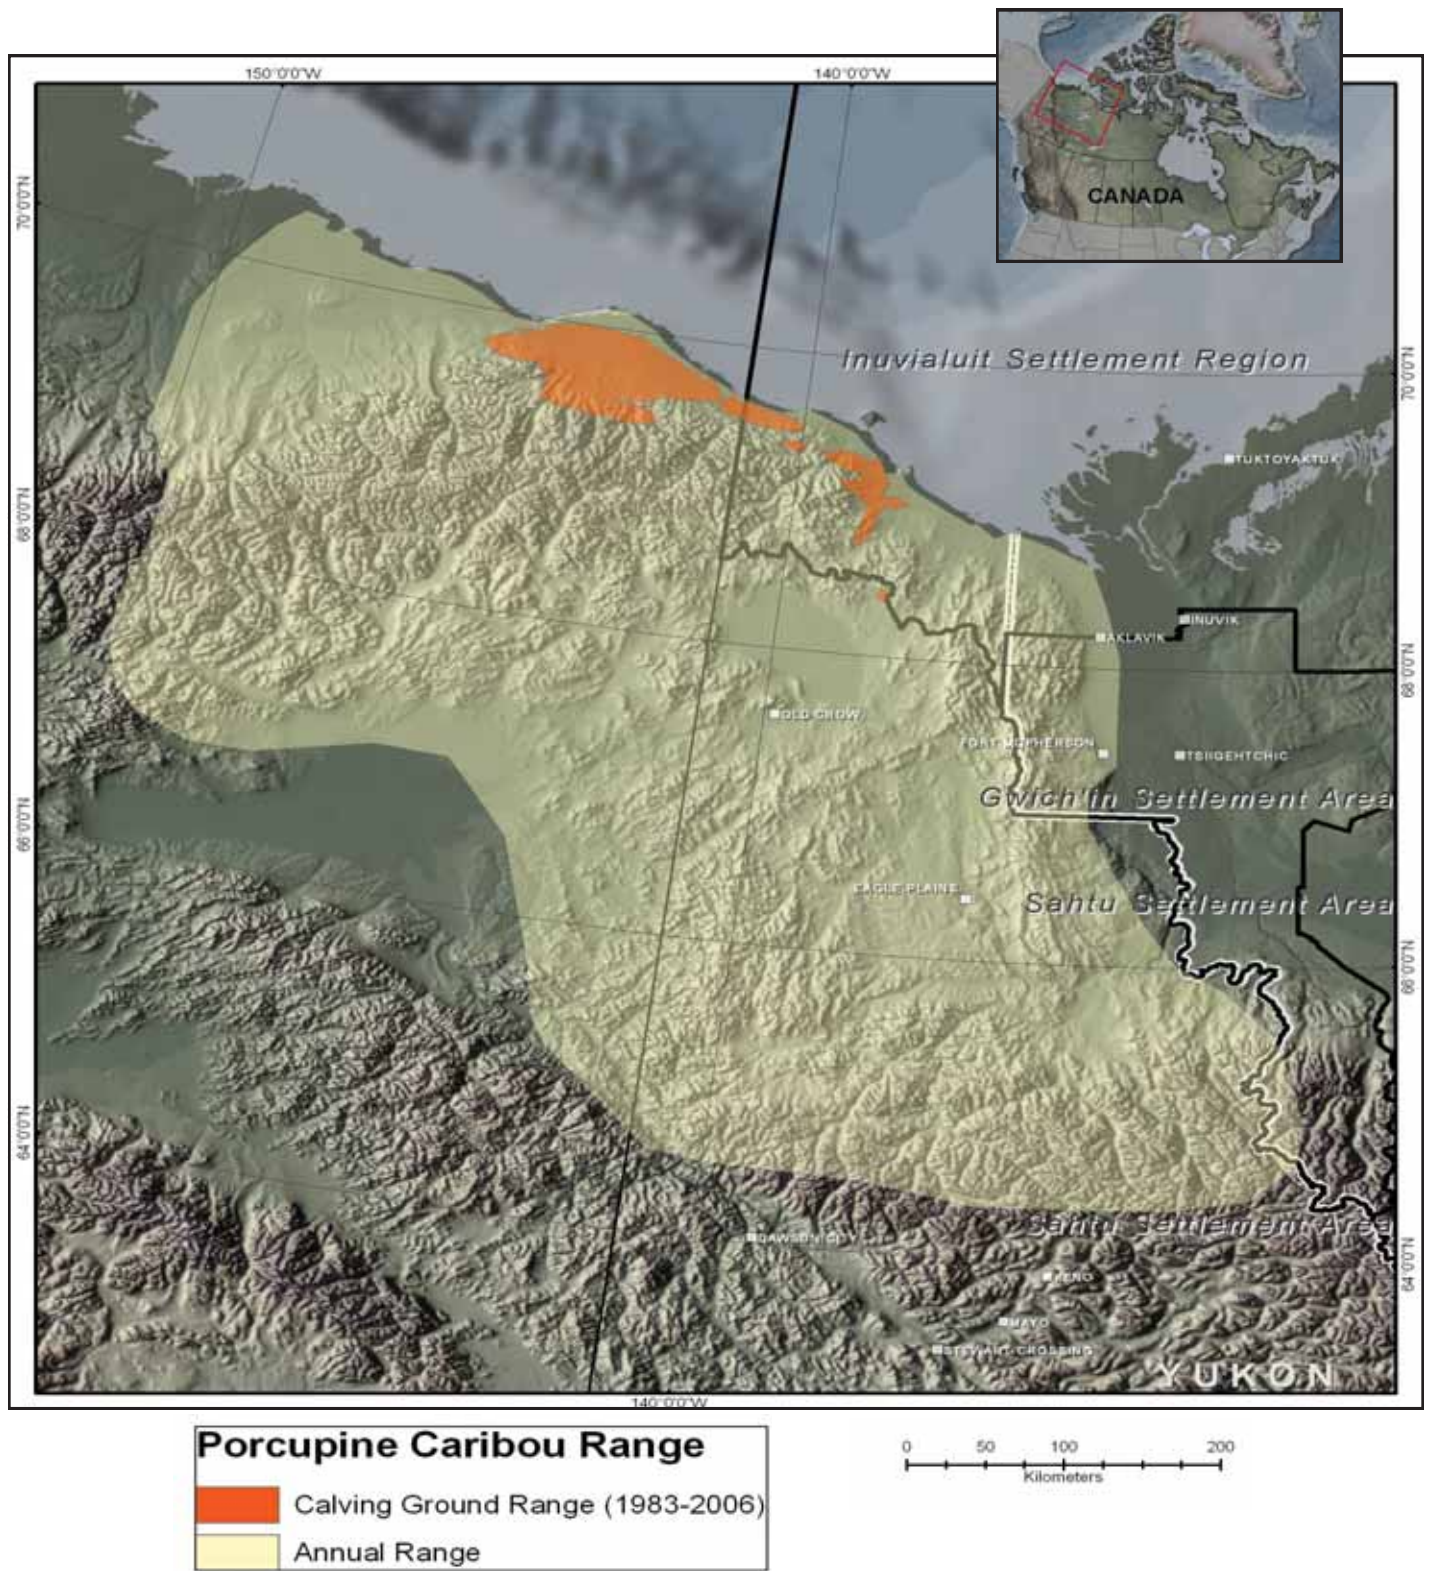 150°0'0"W
140°0'0"W
CANADA
70°0'0"N
Inuvialuit Settlement Region
70°0'0"N
TUKTOYAKTUK
68°0'0"N
INUVIK
AKLAVIK
68°0'0"N
OLD CROW
FORT MCPHERSON
TSIIGEHTCHIC
Gwich'in Settlement Area
66°0'0"N
EAGLE PLAINS
Sahtu Settlement Area
66°0'0"N
64°0'0"N
Sahtu Settlement Area
DAWSON CITY
64°0'0"N
KENO
MAYO
STEWART CROSSING
YUKON
140°0'0"W
Porcupine Caribou Range
Calving Ground Range (1983-2006)
Annual Range
0 50 100 200
Kilometers